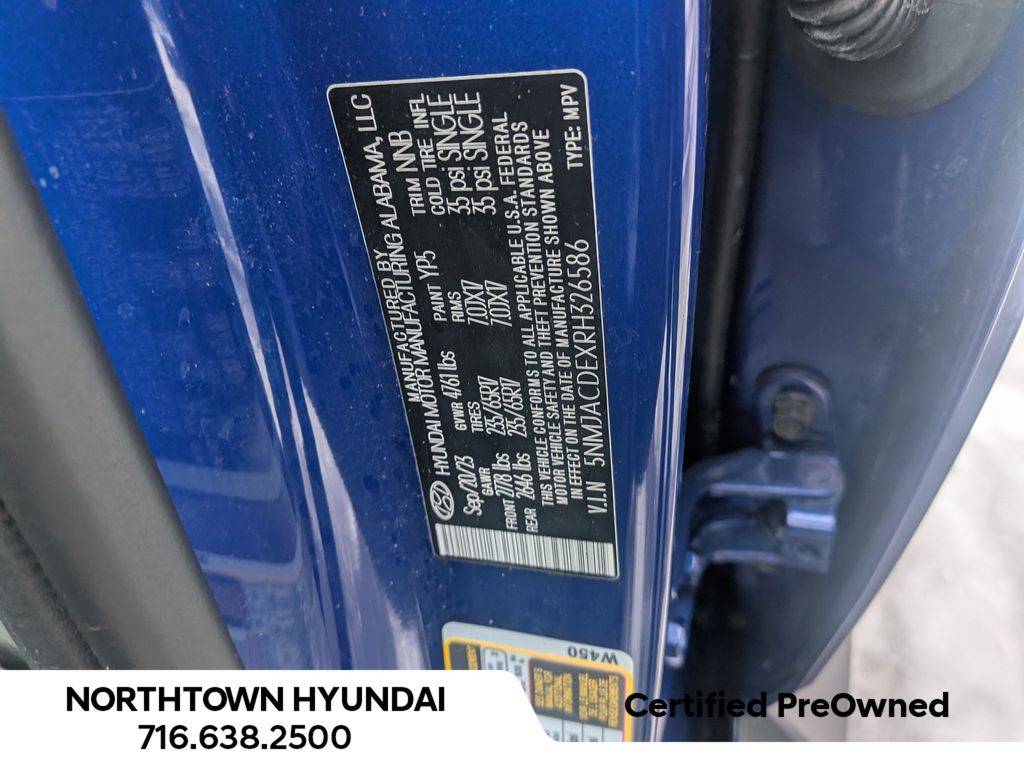 MANUFACTURED BY
HYUNDAI MOTOR MANUFACTURING ALABAMA, LLC
Sep/20/23 GVWR 4761 lbs PAINT YP5 TRIM NNB
GAWR TIRES RIMS COLD TIRE INFL
FRONT 2778 lbs 235/65R17 7.0JX17 35 psi SINGLE
REAR 2646 lbs 235/65R17 7.0JX17 35 psi SINGLE
THIS VEHICLE CONFORMS TO ALL APPLICABLE U.S.A. FEDERAL
MOTOR VEHICLE SAFETY AND THEFT PREVENTION STANDARDS
IN EFFECT ON THE DATE OF MANUFACTURE SHOWN ABOVE
V.I.N 5NMJACDEXRH326586 TYPE: MPV
W450
NORTHTOWN HYUNDAI
716.638.2500
Certified PreOwned